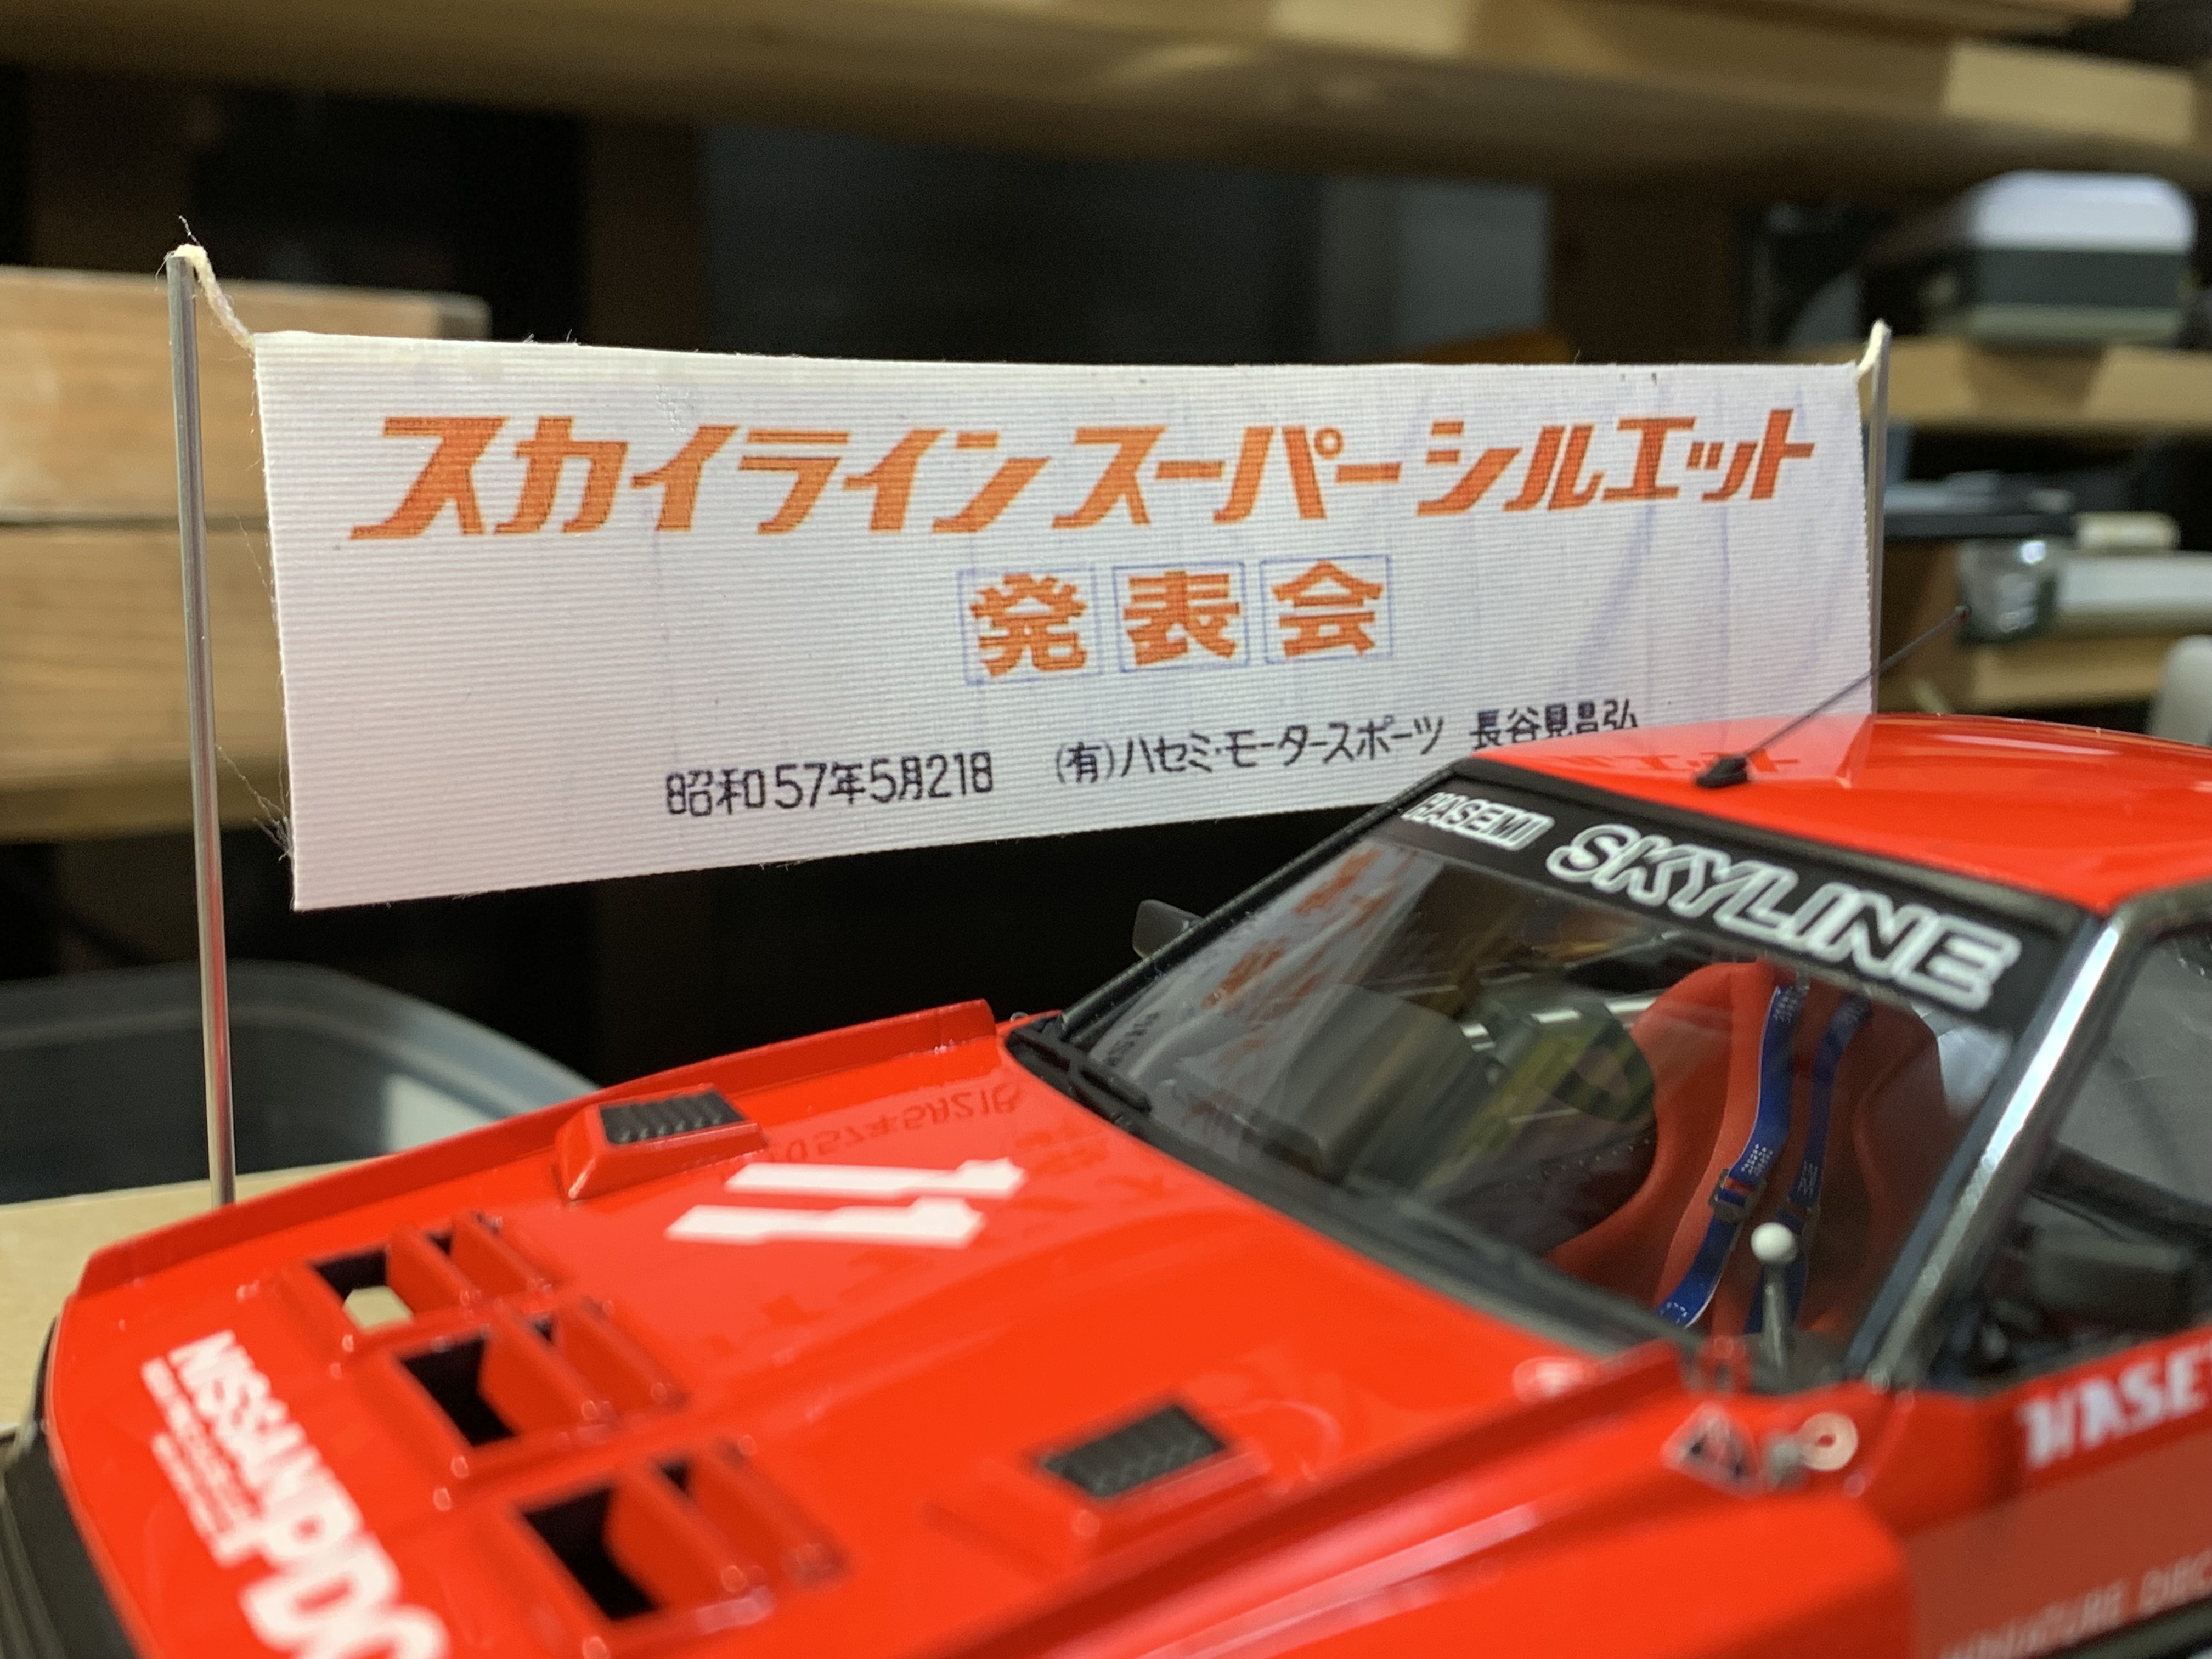 スカイラインスーパーシルエット
発表会
昭和57年5月21日 (有)ハセミ・モータースポーツ 長谷見昌弘
HASEMI SKYLINE
11
NISSAN
HASE